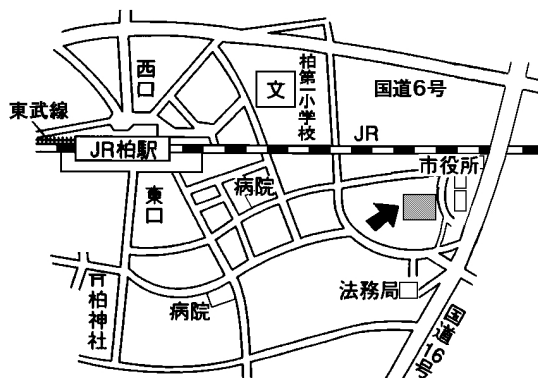 西口
文
柏第一小学校
国道6号
東武線
JR
JR柏駅
市役所
病院
東口
法務局
柏神社
病院
国道16号